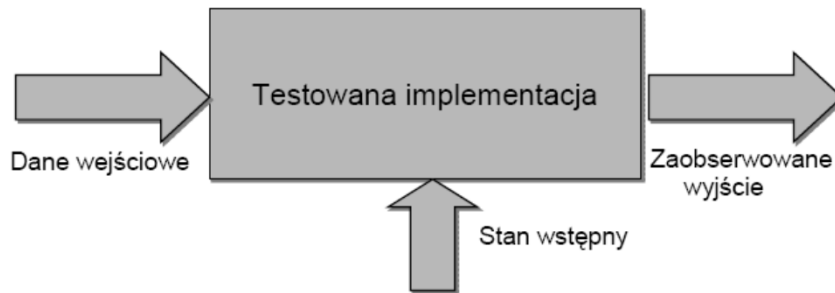 Testowana implementacja
Dane wejściowe
Zaobserwowane
wyjście
Stan wstępny